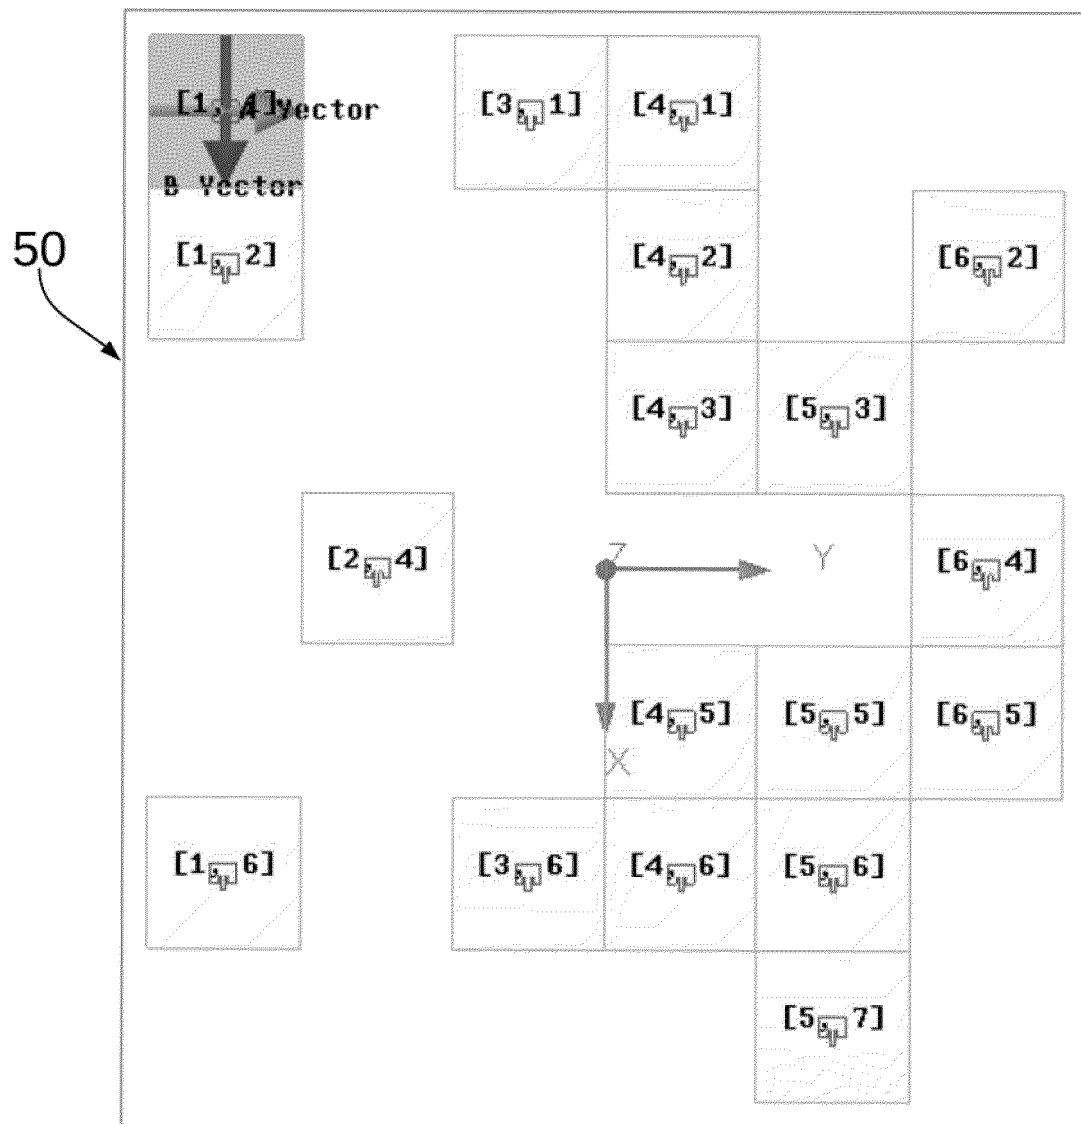 [1,1] A Vector [3,1] [4,1]
B Vector
[1,2] [4,2] [6,2]
50
[4,3] [5,3]
[2,4] Z Y [6,4]
[4,5] [5,5] [6,5]
X
[1,6] [3,6] [4,6] [5,6]
[5,7]